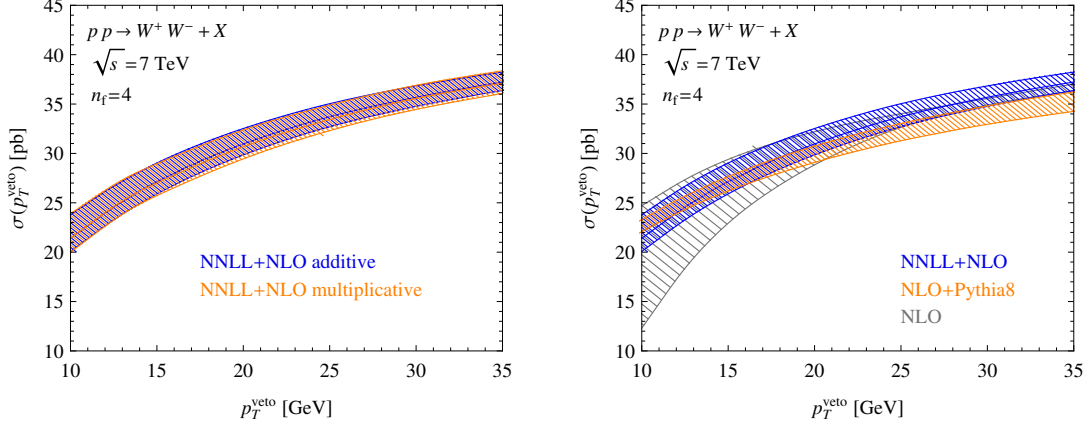 p p → W⁺ W⁻ + X
√s = 7 TeV
n_f = 4
σ(p_T^veto) [pb]
45
40
35
30
25
20
15
10
NNLL+NLO additive
NNLL+NLO multiplicative
10 15 20 25 30 35
p_T^veto [GeV]
p p → W⁺ W⁻ + X
√s = 7 TeV
n_f = 4
σ(p_T^veto) [pb]
45
40
35
30
25
20
15
10
NNLL+NLO
NLO+Pythia8
NLO
10 15 20 25 30 35
p_T^veto [GeV]